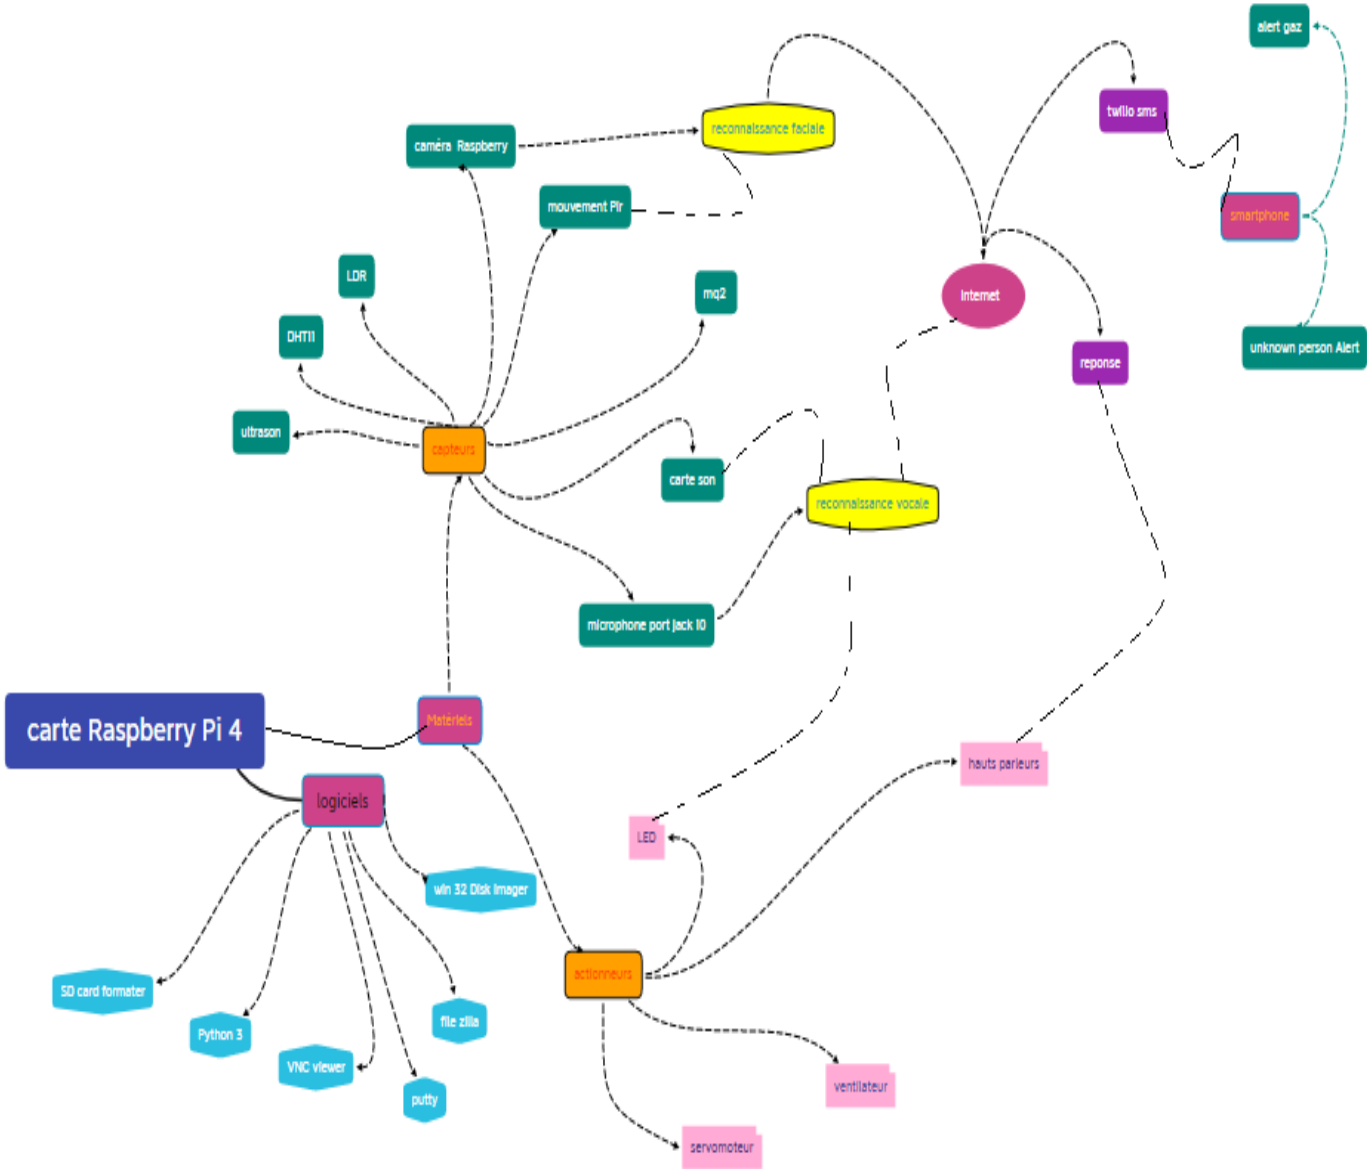 alert gaz
twilio sms
reconnaissance faciale
caméra Raspberry
mouvement Pir
smartphone
LDR
mq2
Internet
DHT11
unknown person Alert
reponse
ultrason
capteurs
carte son
reconnaissance vocale
microphone port jack IO
carte Raspberry Pi 4
Matériels
hauts parleurs
logiciels
LED
win 32 Disk Imager
actionneurs
SD card formater
Python 3
file zilla
VNC viewer
putty
ventilateur
servomoteur